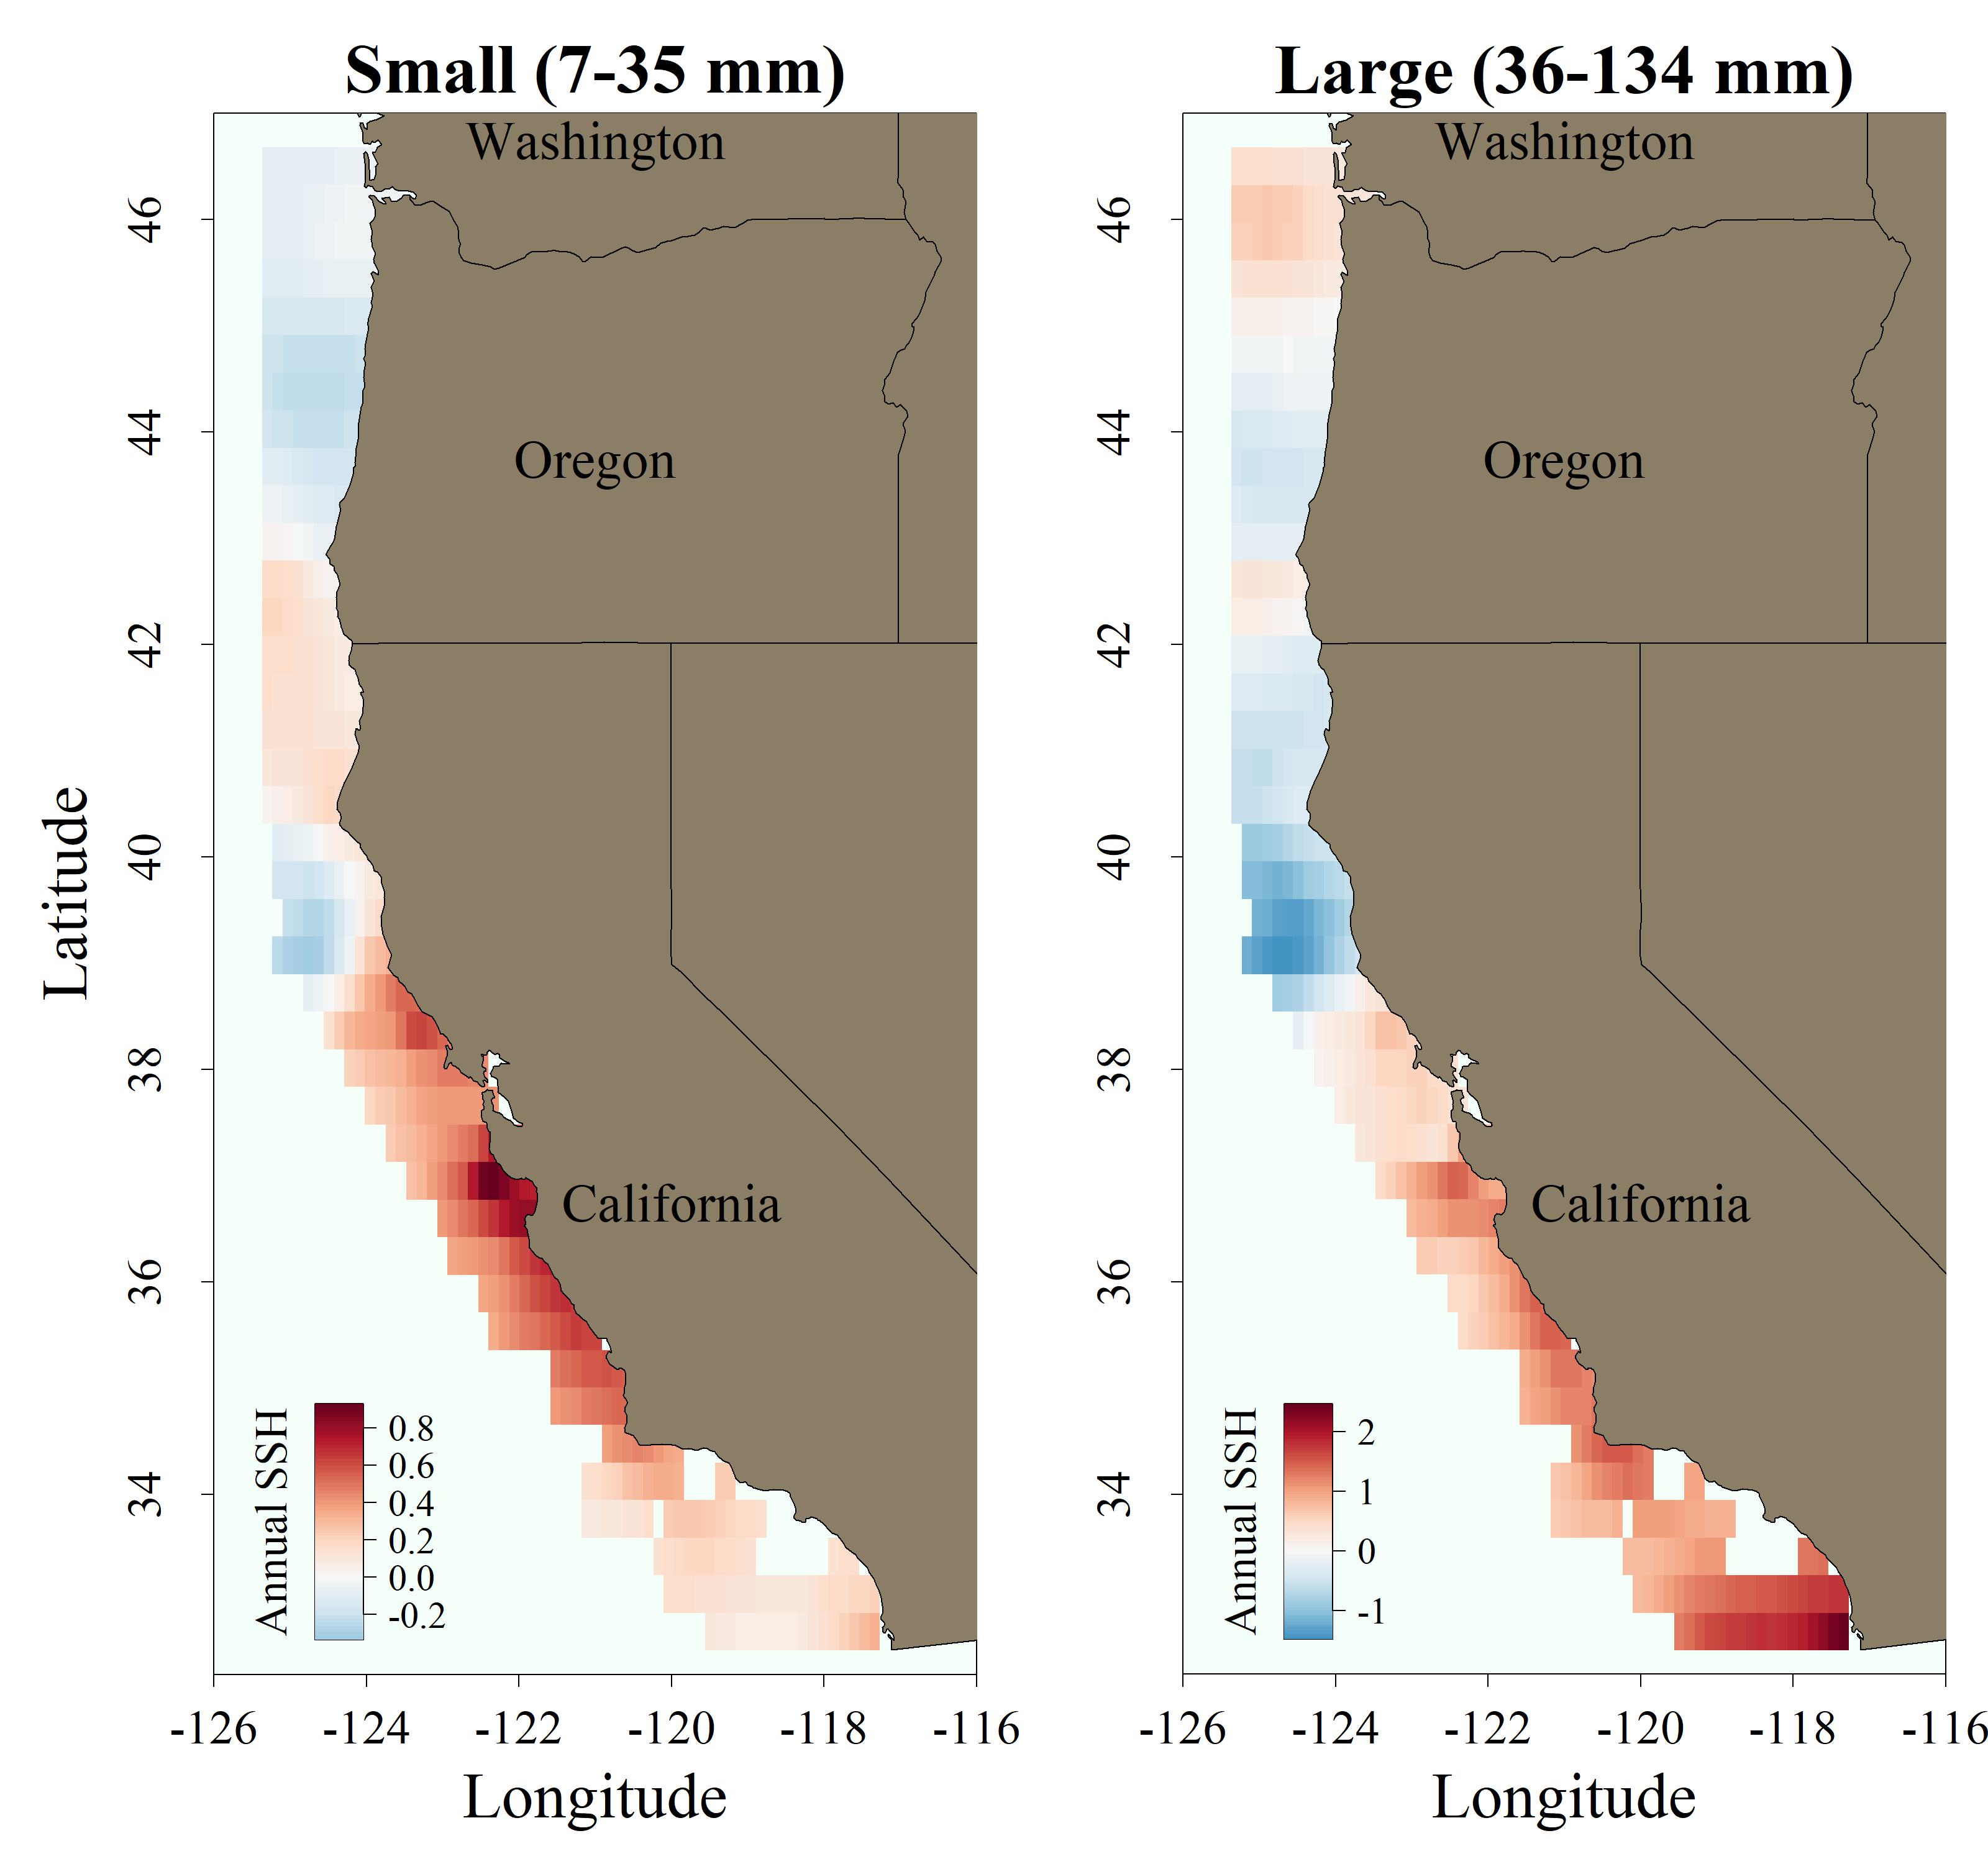 Small (7-35 mm)
Washington
Oregon
California
Latitude
46
44
42
40
38
36
34
Annual SSH
0.8
0.6
0.4
0.2
0.0
-0.2
-126 -124 -122 -120 -118 -116
Longitude
Large (36-134 mm)
Washington
Oregon
California
46
44
42
40
38
36
34
Annual SSH
2
1
0
-1
-126 -124 -122 -120 -118 -116
Longitude